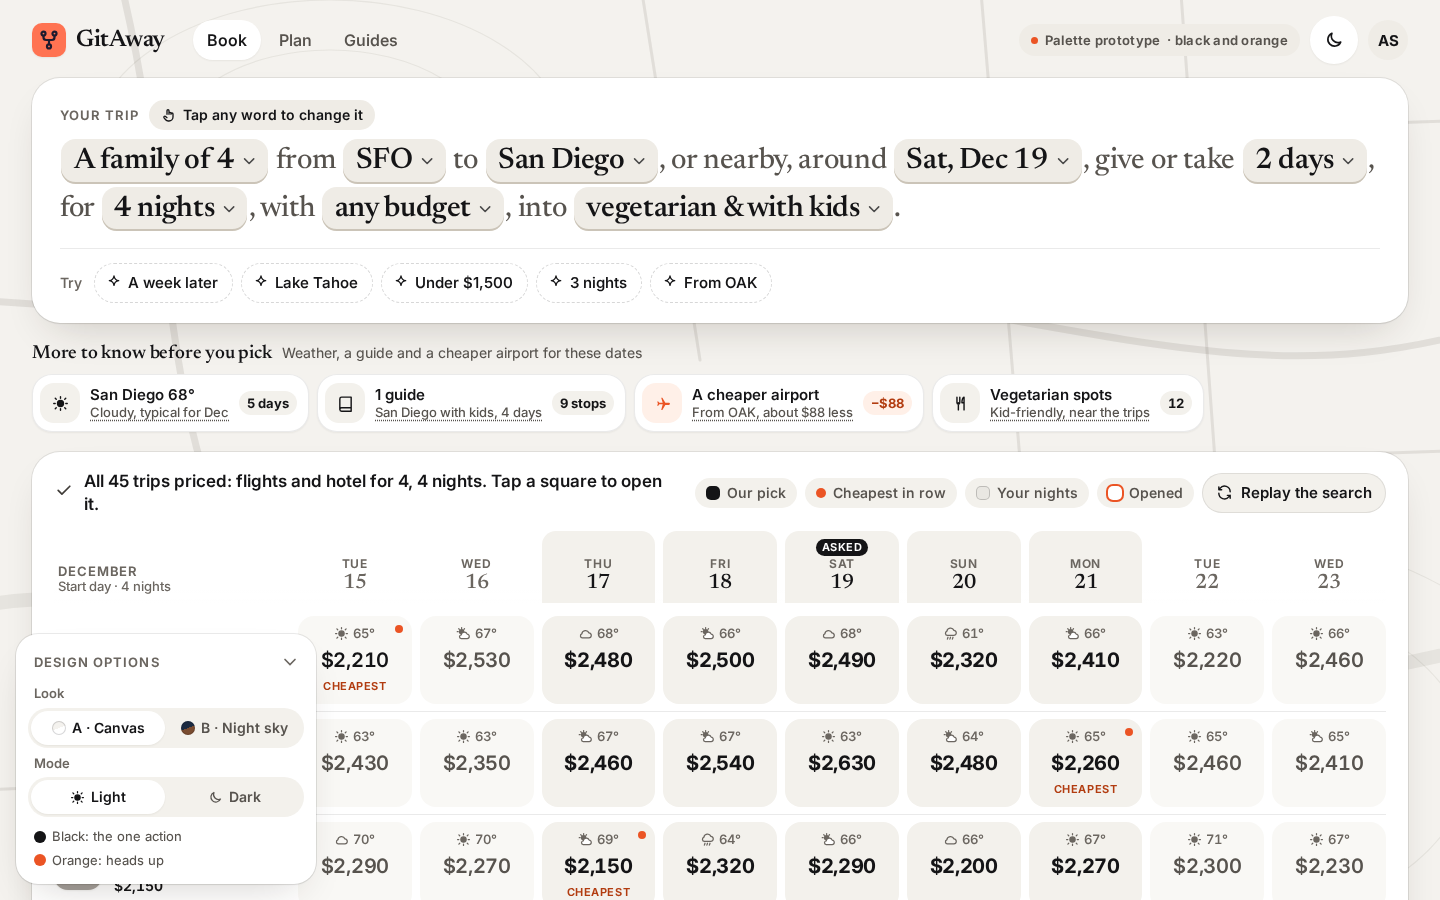 GitAway
Book
Plan
Guides
Palette prototype · black and orange
AS
YOUR TRIP
Tap any word to change it
A family of 4 from SFO to San Diego, or nearby, around Sat, Dec 19, give or take 2 days,
for 4 nights, with any budget, into vegetarian & with kids.
Try
A week later
Lake Tahoe
Under $1,500
3 nights
From OAK
More to know before you pick
Weather, a guide and a cheaper airport for these dates
San Diego 68°
Cloudy, typical for Dec
5 days
1 guide
San Diego with kids, 4 days
9 stops
A cheaper airport
From OAK, about $88 less
−$88
Vegetarian spots
Kid-friendly, near the trips
12
All 45 trips priced: flights and hotel for 4, 4 nights. Tap a square to open
it.
Our pick
Cheapest in row
Your nights
Opened
Replay the search
DECEMBER
Start day · 4 nights
TUE
15
WED
16
THU
17
FRI
18
ASKED
SAT
19
SUN
20
MON
21
TUE
22
WED
23
65° 67° 68° 66° 68° 61° 66° 63° 66°
$2,210 $2,530 $2,480 $2,500 $2,490 $2,320 $2,410 $2,220 $2,460
CHEAPEST
63° 63° 67° 67° 63° 64° 65° 65° 65°
$2,430 $2,350 $2,460 $2,540 $2,630 $2,480 $2,260 $2,460 $2,410
CHEAPEST
70° 70° 69° 64° 66° 66° 67° 71° 67°
$2,290 $2,270 $2,150 $2,320 $2,290 $2,200 $2,270 $2,300 $2,230
CHEAPEST
DESIGN OPTIONS
Look
A · Canvas
B · Night sky
Mode
Light
Dark
Black: the one action
Orange: heads up
$2,150